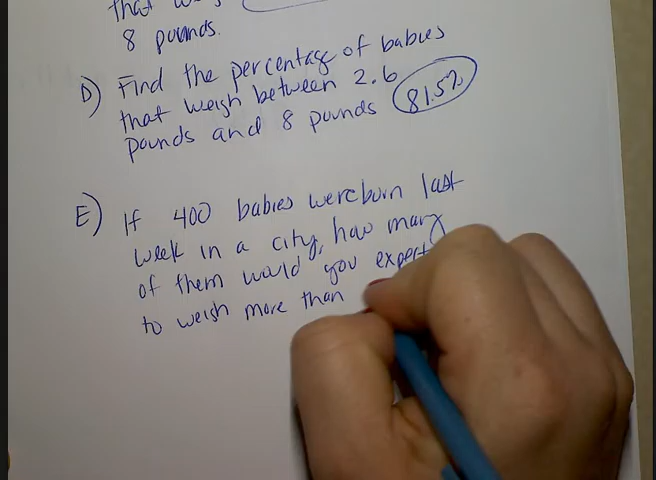 that
8 pounds.
D) Find the percentage of babies
that weigh between 2.6
pounds and 8 pounds 81.5%
E) If 400 babies were born last
week in a city, how many
of them would you expect
to weigh more than